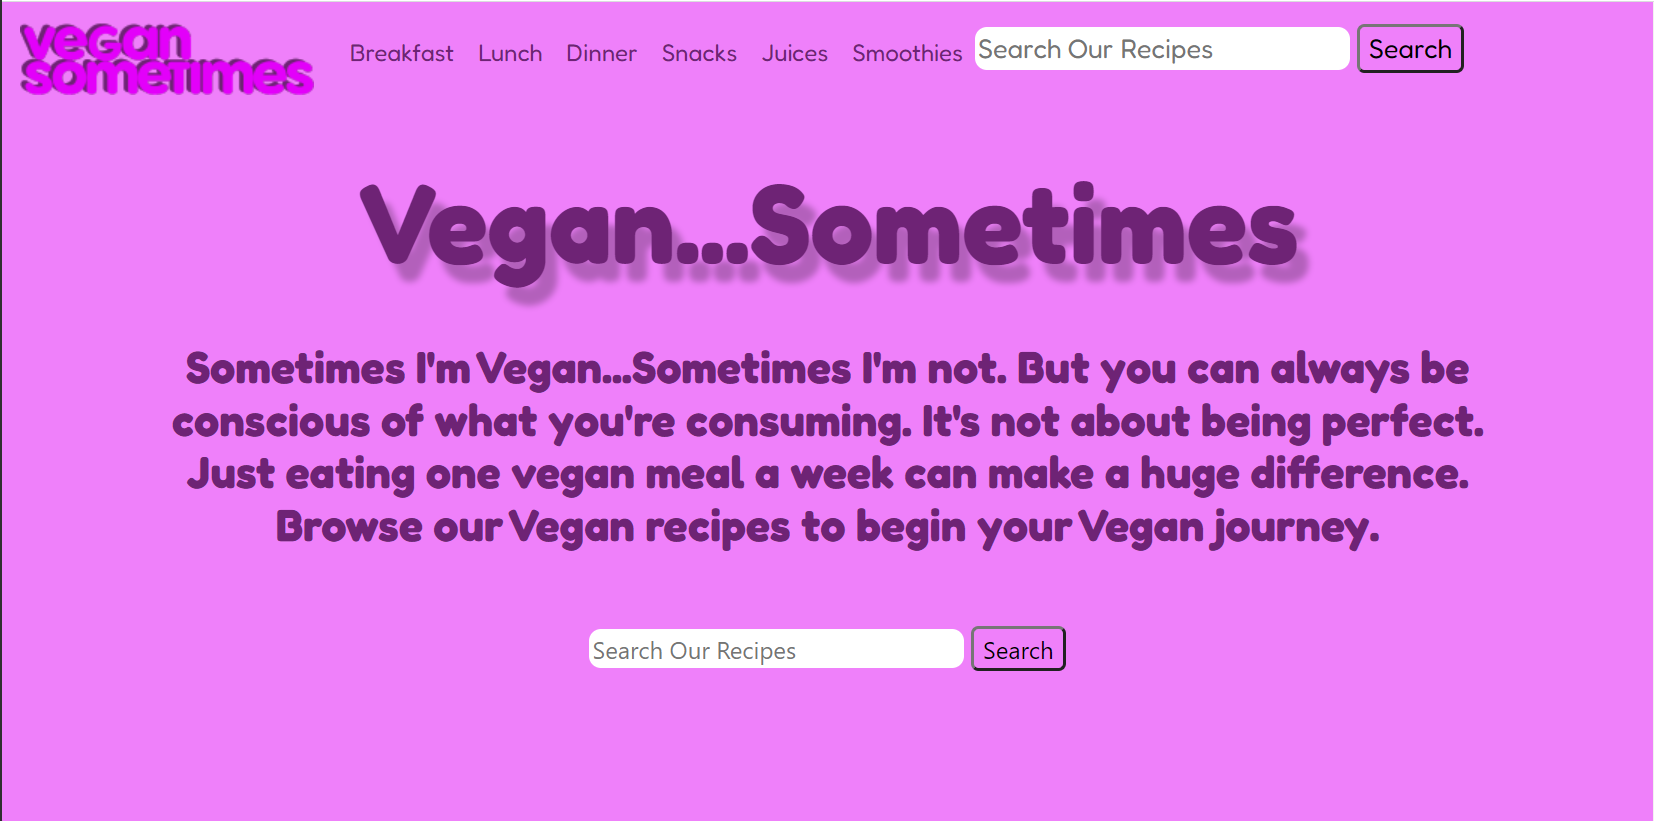 vegan
sometimes
Breakfast Lunch Dinner Snacks Juices Smoothies Search Our Recipes Search
Vegan...Sometimes
Sometimes I'm Vegan...Sometimes I'm not. But you can always be
conscious of what you're consuming. It's not about being perfect.
Just eating one vegan meal a week can make a huge difference.
Browse our Vegan recipes to begin your Vegan journey.
Search Our Recipes Search